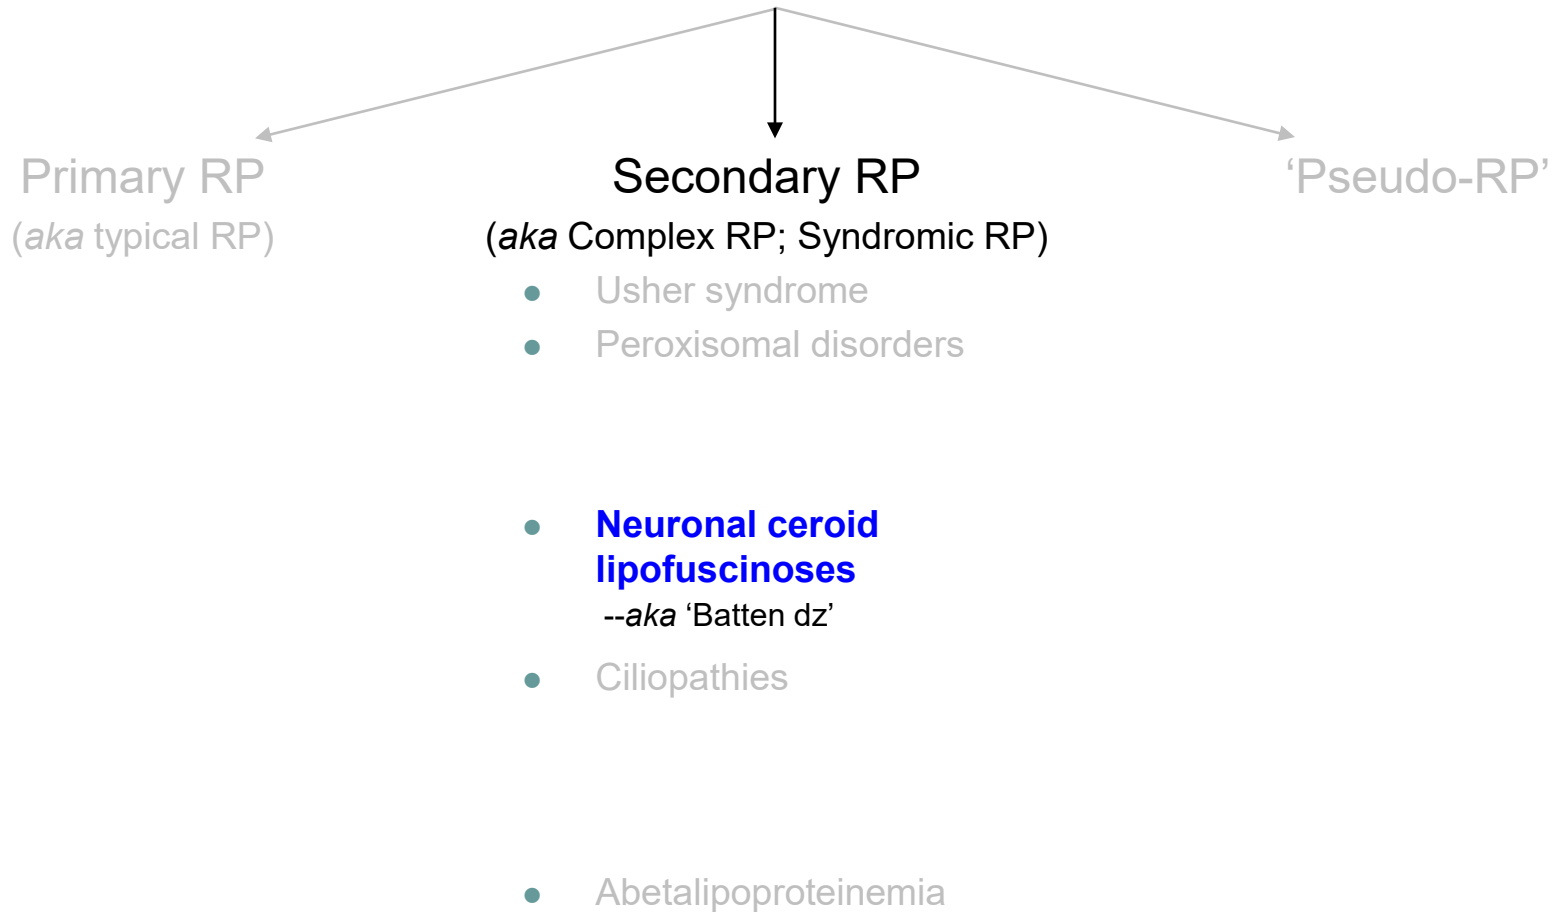 Primary RP
(aka typical RP)
Secondary RP
(aka Complex RP; Syndromic RP)
● Usher syndrome
● Peroxisomal disorders
● Neuronal ceroid
lipofuscinoses
--aka ‘Batten dz’
● Ciliopathies
● Abetalipoproteinemia
‘Pseudo-RP’